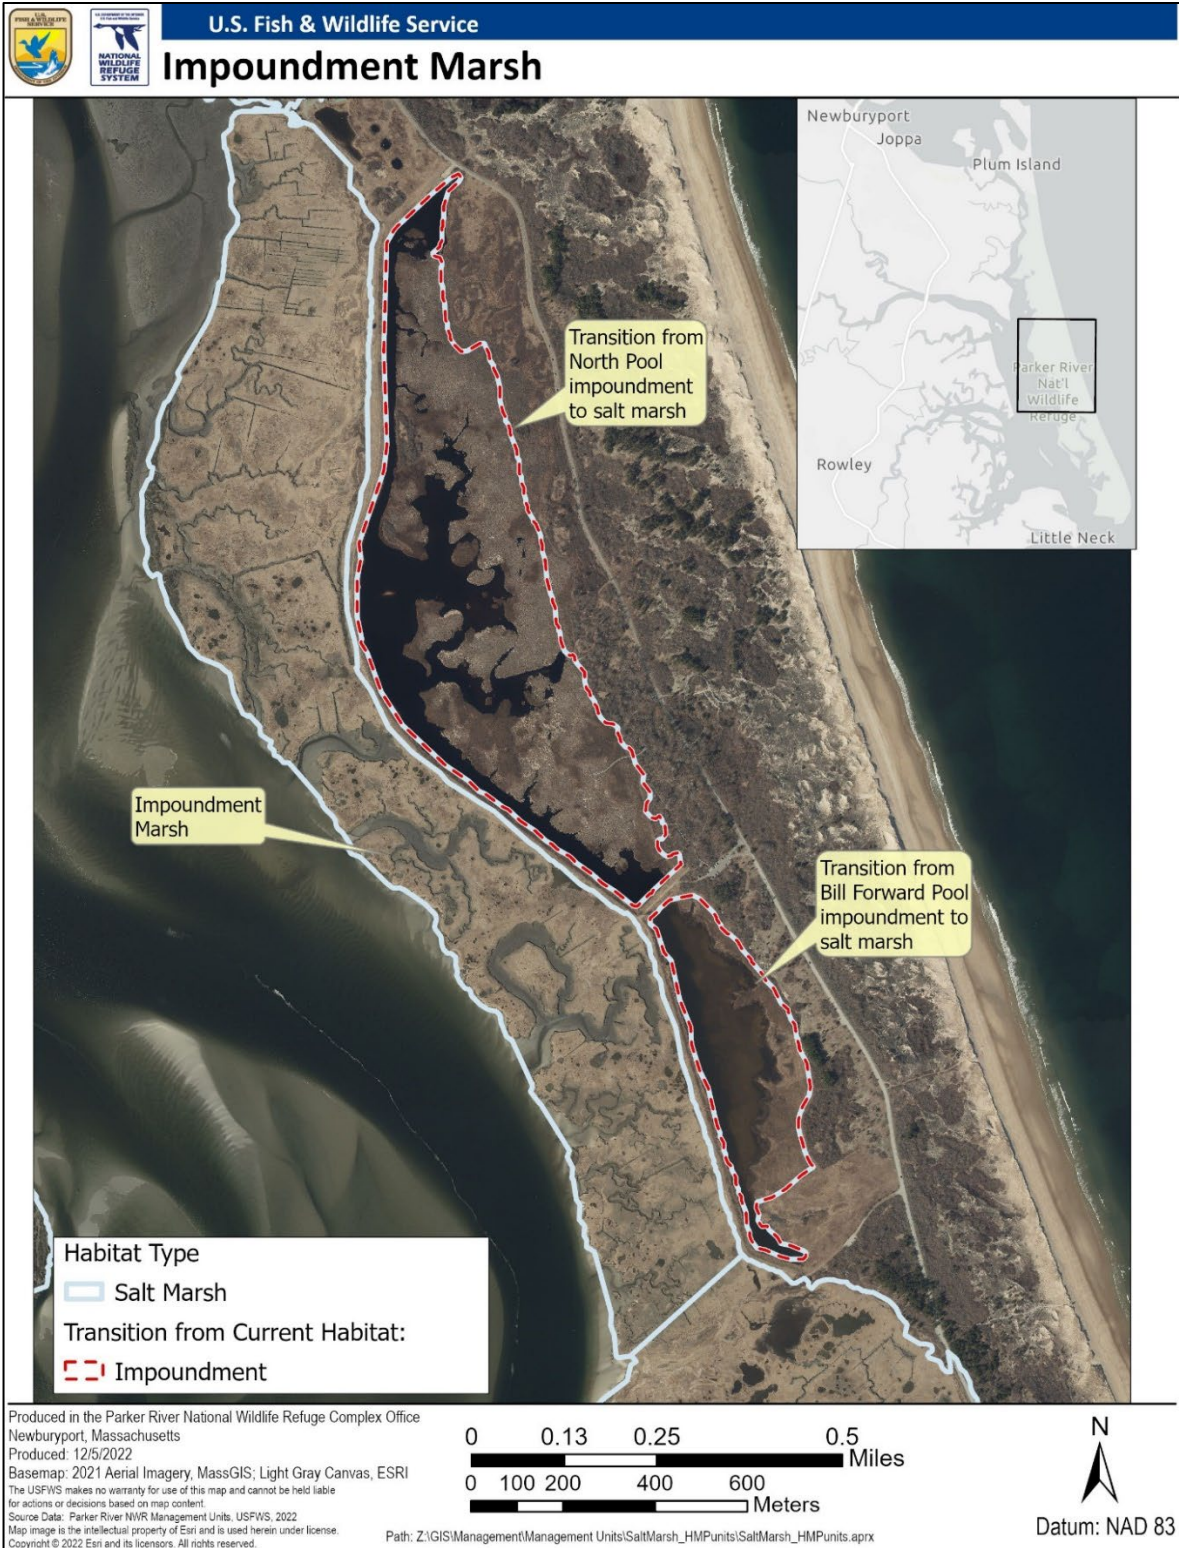 U.S.
FISH & WILDLIFE
SERVICE
NATIONAL
WILDLIFE
REFUGE
SYSTEM
U.S. Fish & Wildlife Service
Impoundment Marsh
Newburyport
Joppa
Plum Island
Parker River
Nat'l
Wildlife
Refuge
Rowley
Little Neck
Transition from
North Pool
impoundment
to salt marsh
Impoundment
Marsh
Transition from
Bill Forward Pool
impoundment to
salt marsh
Habitat Type
Salt Marsh
Transition from Current Habitat:
Impoundment
Produced in the Parker River National Wildlife Refuge Complex Office
Newburyport, Massachusetts
Produced: 12/5/2022
Basemap: 2021 Aerial Imagery, MassGIS; Light Gray Canvas, ESRI
The USFWS makes no warranty for use of this map and cannot be held liable
for actions or decisions based on map content.
Source Data: Parker River NWR Management Units, USFWS, 2022
Map image is the intellectual property of Esri and is used herein under license.
Copyright © 2022 Esri and its licensors. All rights reserved.
0 0.13 0.25 0.5
Miles
0 100 200 400 600
Meters
Path: Z:\GIS\Management\Management Units\SaltMarsh_HMPunits\SaltMarsh_HMPunits.aprx
N
Datum: NAD 83